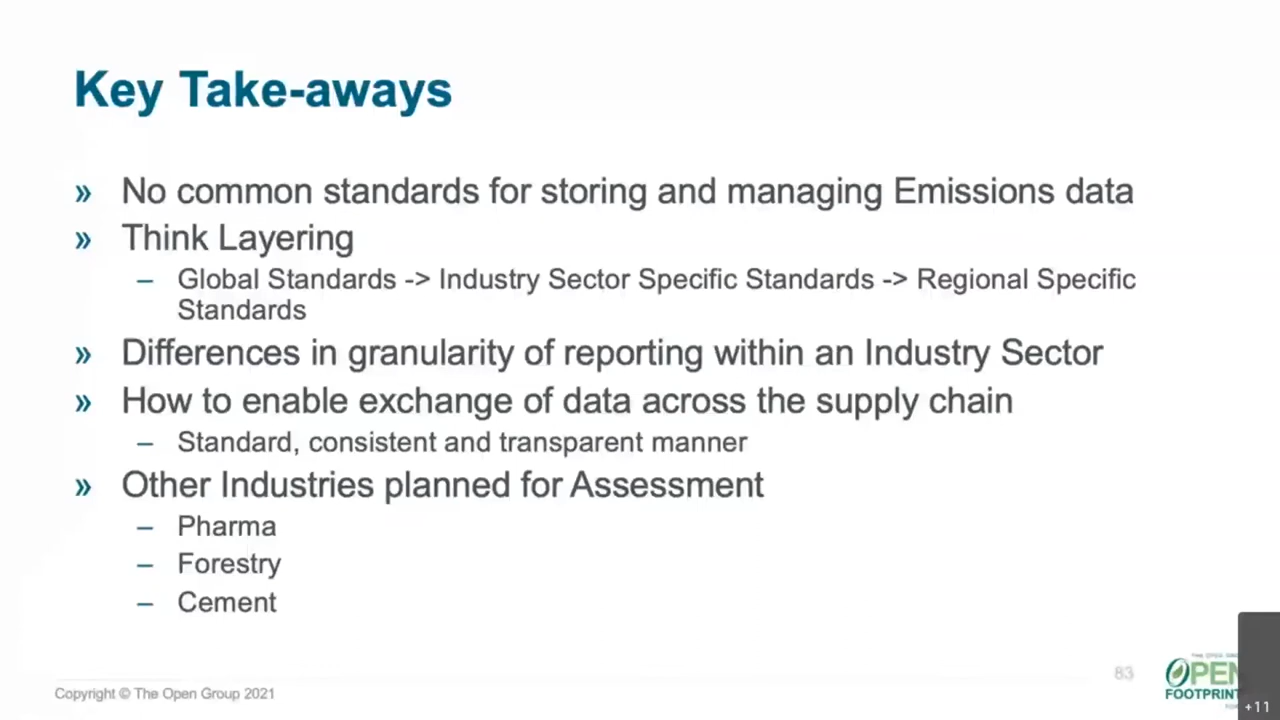 Key Take-aways
» No common standards for storing and managing Emissions data
» Think Layering
– Global Standards -> Industry Sector Specific Standards -> Regional Specific
Standards
» Differences in granularity of reporting within an Industry Sector
» How to enable exchange of data across the supply chain
– Standard, consistent and transparent manner
» Other Industries planned for Assessment
– Pharma
– Forestry
– Cement
Copyright © The Open Group 2021
83
OPEN
FOOTPRINT
+11